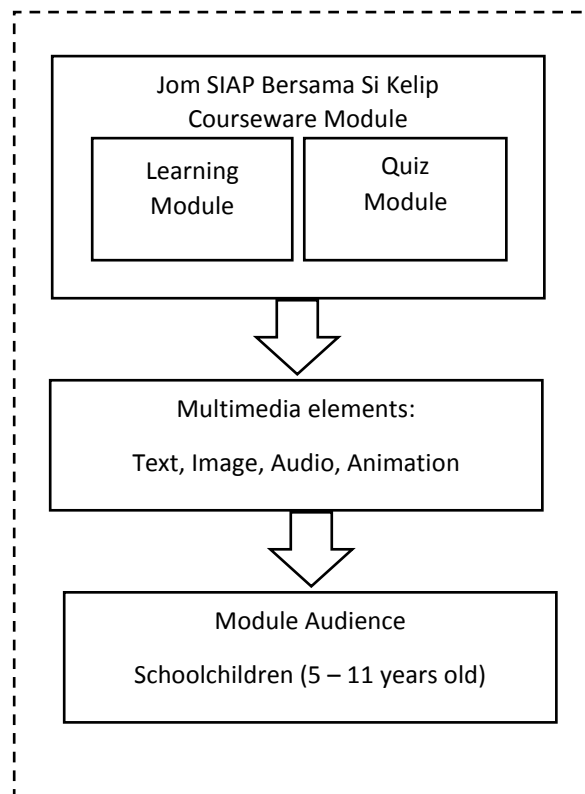 Jom SIAP Bersama Si Kelip
Courseware Module
Learning
Module
Quiz
Module
Multimedia elements:
Text, Image, Audio, Animation
Module Audience
Schoolchildren (5 – 11 years old)